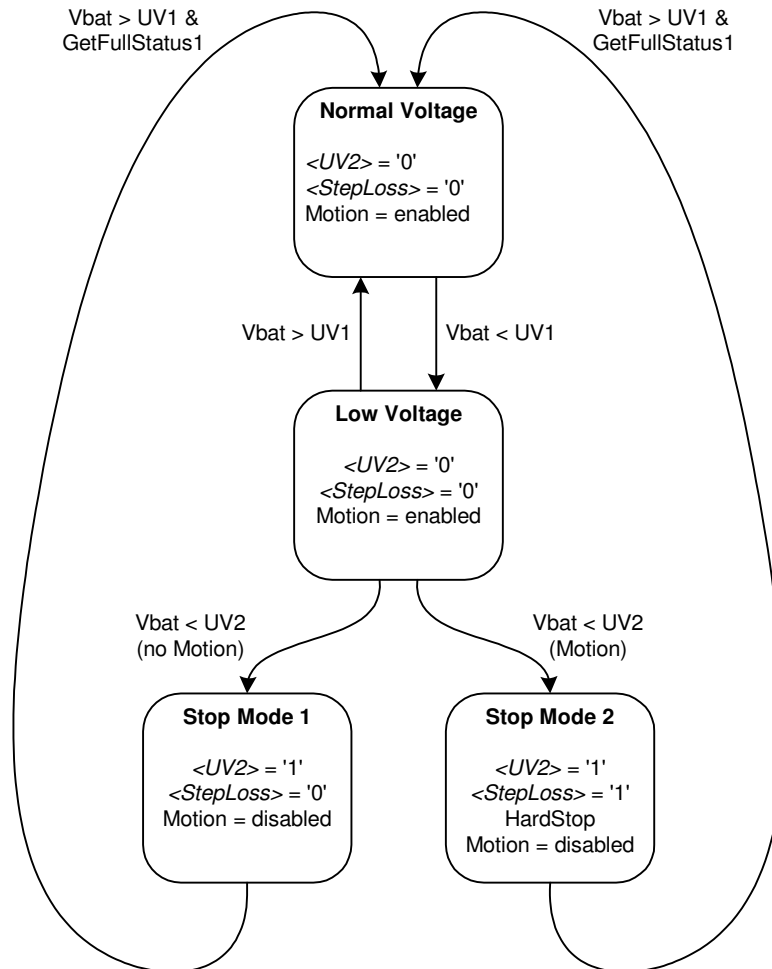 Vbat > UV1 &
GetFullStatus1
Vbat > UV1 &
GetFullStatus1
Normal Voltage
<UV2> = '0'
<StepLoss> = '0'
Motion = enabled
Vbat > UV1
Vbat < UV1
Low Voltage
<UV2> = '0'
<StepLoss> = '0'
Motion = enabled
Vbat < UV2
(no Motion)
Vbat < UV2
(Motion)
Stop Mode 1
<UV2> = '1'
<StepLoss> = '0'
Motion = disabled
Stop Mode 2
<UV2> = '1'
<StepLoss> = '1'
HardStop
Motion = disabled